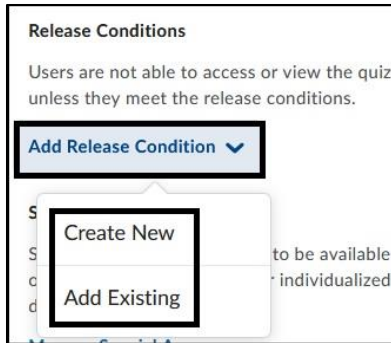 Release Conditions
Users are not able to access or view the quiz
unless they meet the release conditions.
Add Release Condition
Create New
to be available
individualized
Add Existing